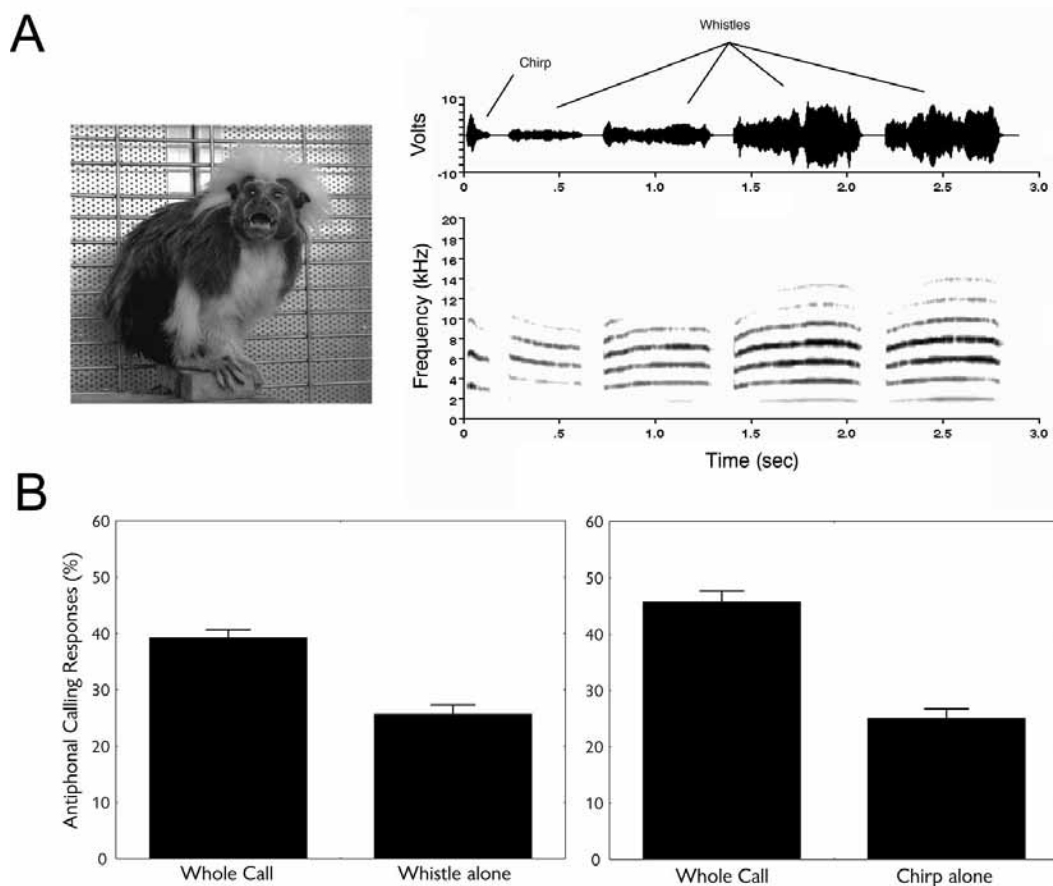 A
Whistles
Chirp
Volts
10
-10
0 .5 1.0 1.5 2.0 2.5 3.0
Frequency (kHz)
20
18
16
14
12
10
8
6
4
2
0
0 .5 1.0 1.5 2.0 2.5 3.0
Time (sec)
B
Antiphonal Calling Responses (%)
60
50
40
30
20
10
0
Whole Call Whistle alone
60
50
40
30
20
10
0
Whole Call Chirp alone